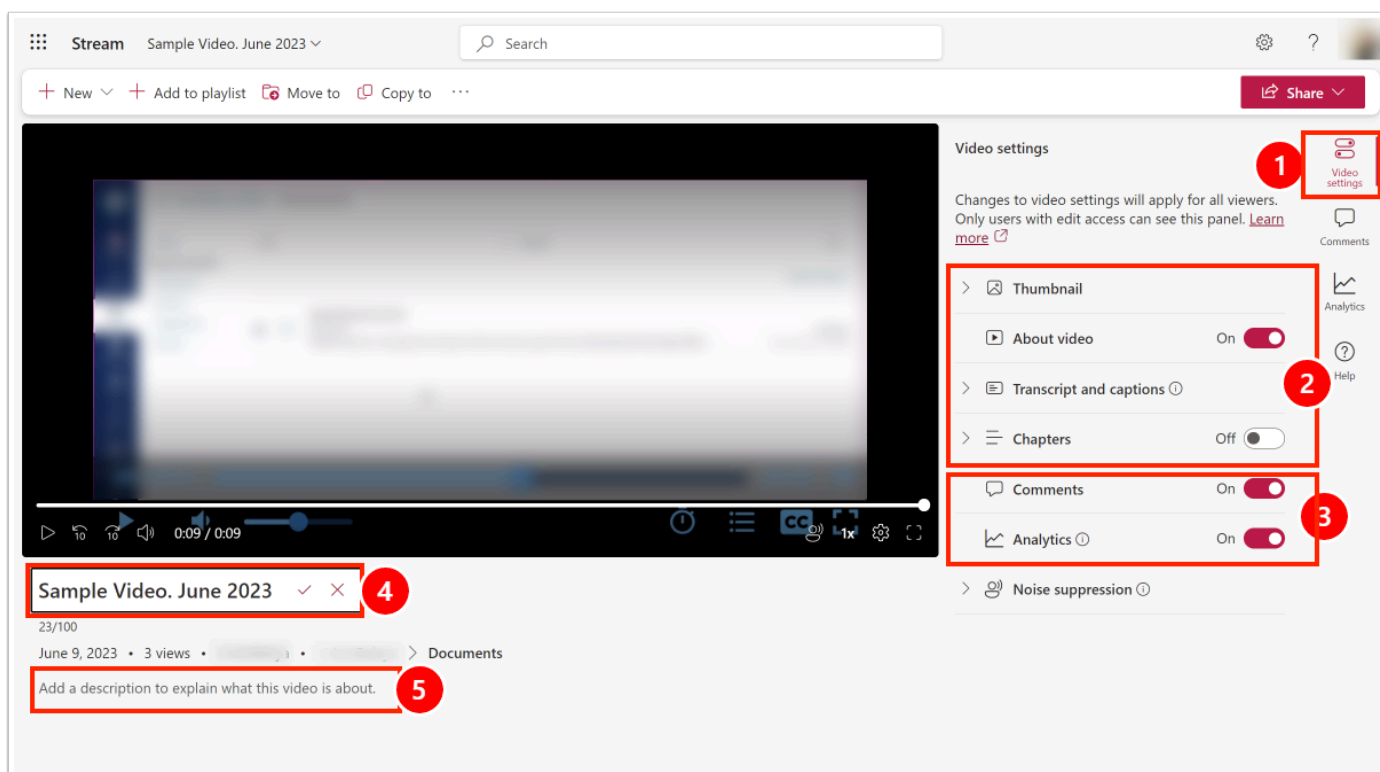 Stream Sample Video. June 2023 Search ?
New Add to playlist Move to Copy to ... Share
Video settings
1
Video
settings
Changes to video settings will apply for all viewers.
Only users with edit access can see this panel. Learn
more
Comments
Thumbnail
Analytics
About video On
Help
2
Transcript and captions
Chapters Off
Comments On
3
Analytics On
Noise suppression
10 10 0:09 / 0:09 CC 1x
Sample Video. June 2023
4
23/100
June 9, 2023 • 3 views • • > Documents
Add a description to explain what this video is about.
5